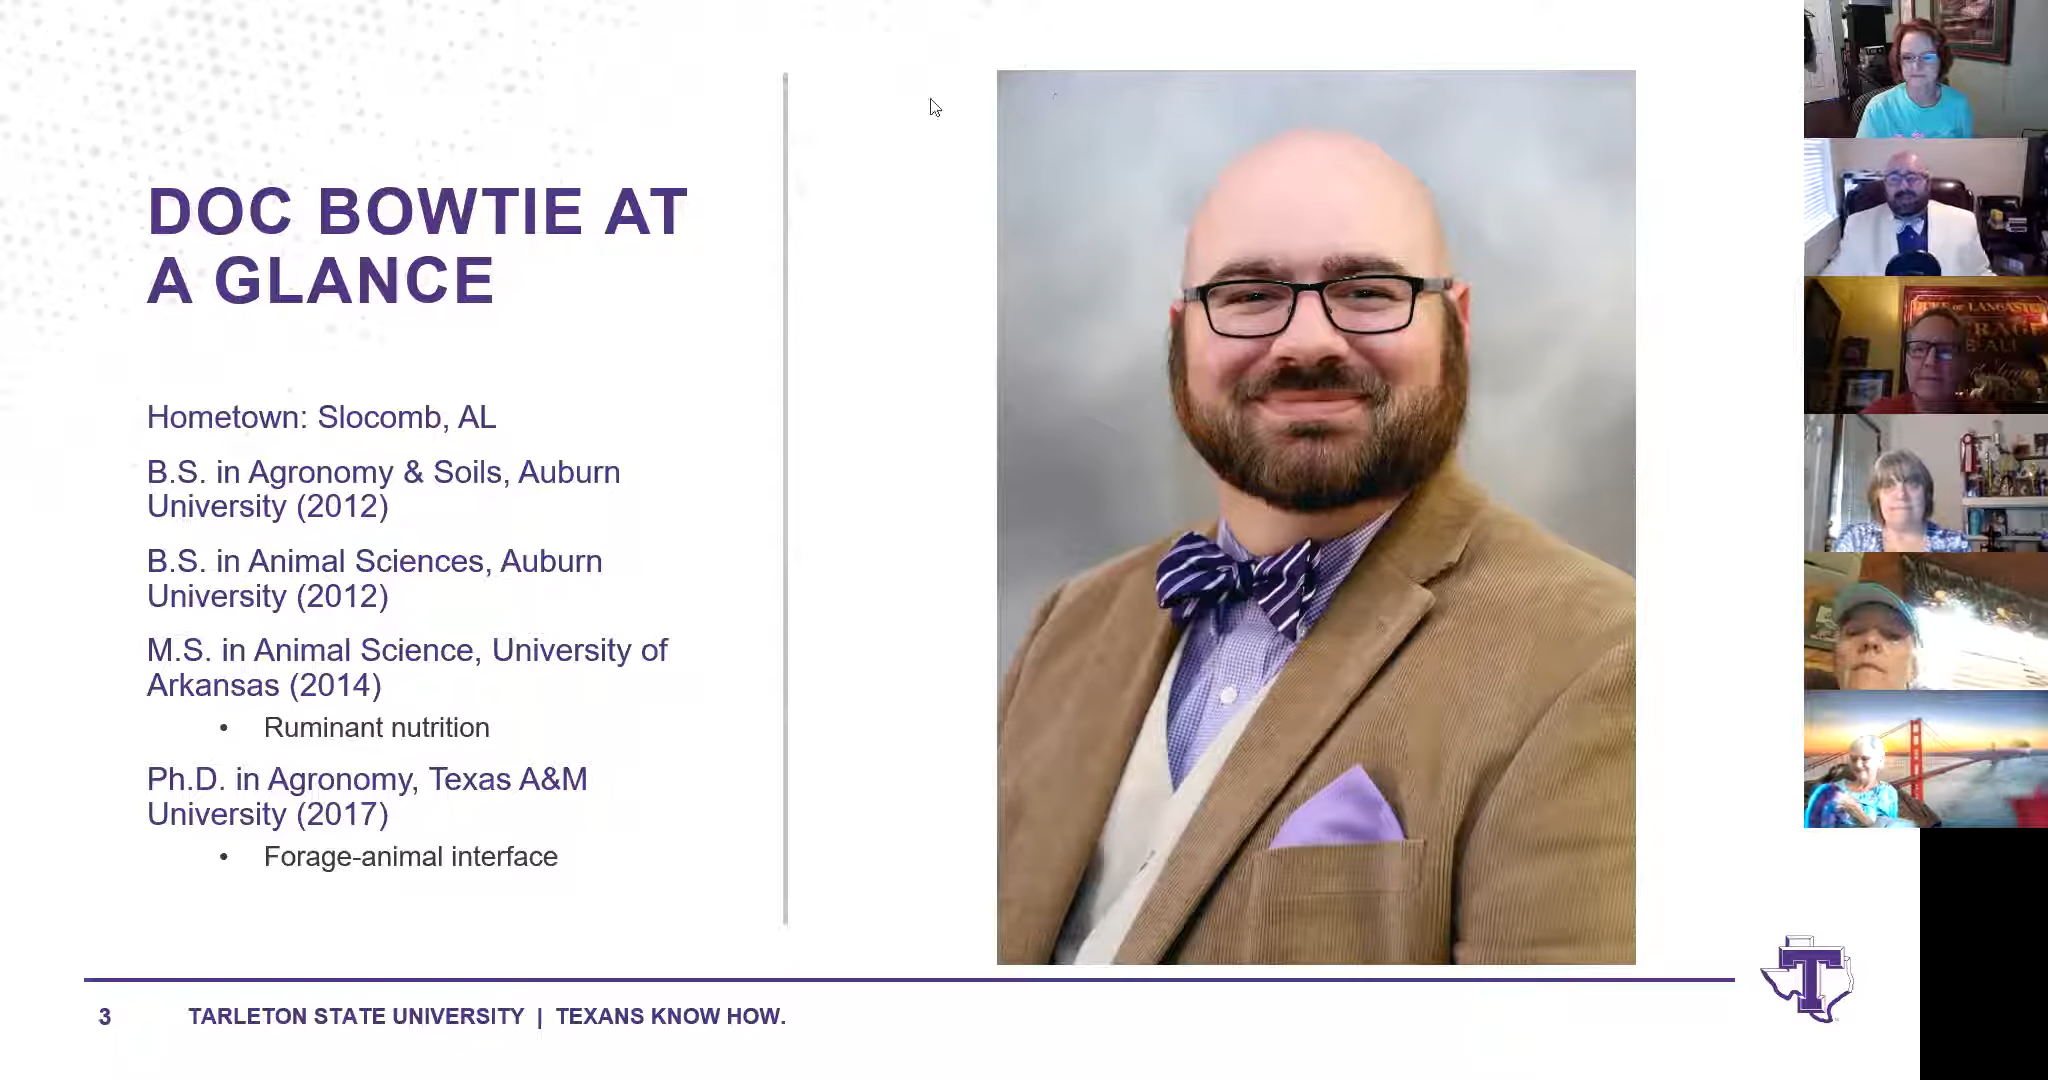 DOC BOWTIE AT
A GLANCE
Hometown: Slocomb, AL
B.S. in Agronomy & Soils, Auburn
University (2012)
B.S. in Animal Sciences, Auburn
University (2012)
M.S. in Animal Science, University of
Arkansas (2014)
• Ruminant nutrition
Ph.D. in Agronomy, Texas A&M
University (2017)
• Forage-animal interface
3 TARLETON STATE UNIVERSITY | TEXANS KNOW HOW.
T
OF LANCASTER